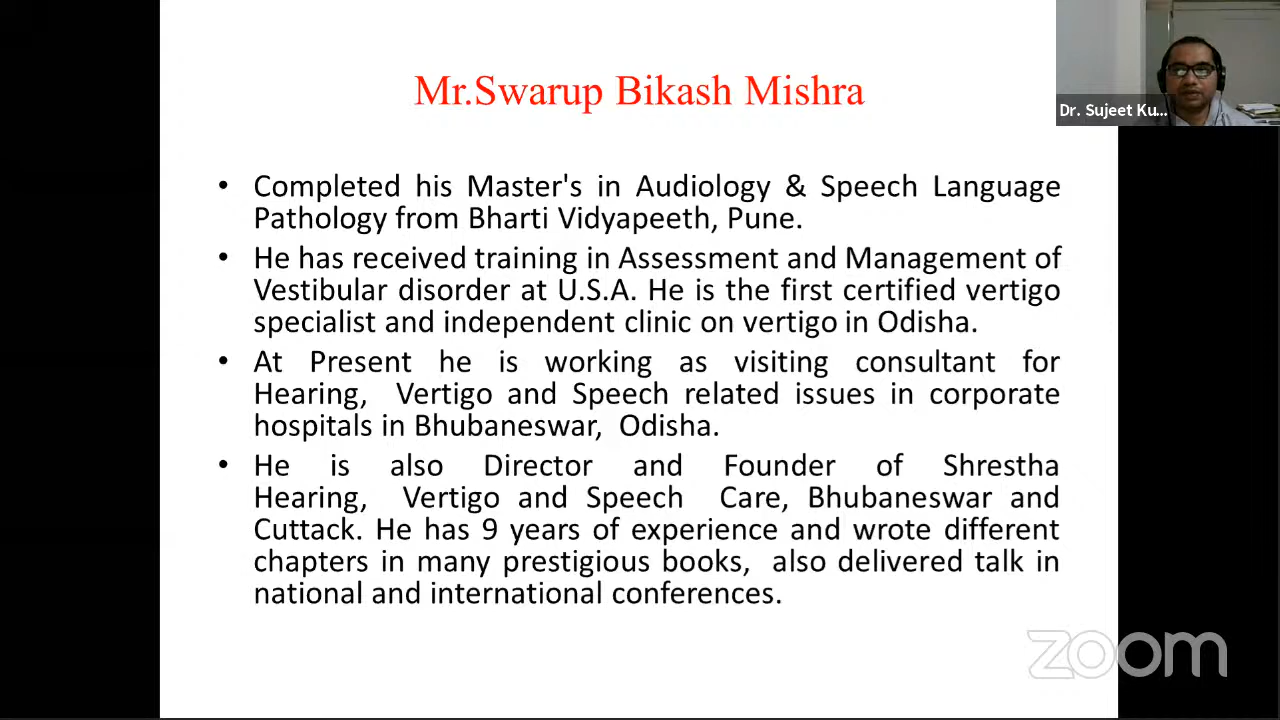 Mr.Swarup Bikash Mishra
Dr. Sujeet Ku...
• Completed his Master's in Audiology & Speech Language
Pathology from Bharti Vidyapeeth, Pune.
• He has received training in Assessment and Management of
Vestibular disorder at U.S.A. He is the first certified vertigo
specialist and independent clinic on vertigo in Odisha.
• At Present he is working as visiting consultant for
Hearing, Vertigo and Speech related issues in corporate
hospitals in Bhubaneswar, Odisha.
• He is also Director and Founder of Shrestha
Hearing, Vertigo and Speech Care, Bhubaneswar and
Cuttack. He has 9 years of experience and wrote different
chapters in many prestigious books, also delivered talk in
national and international conferences.
zoom